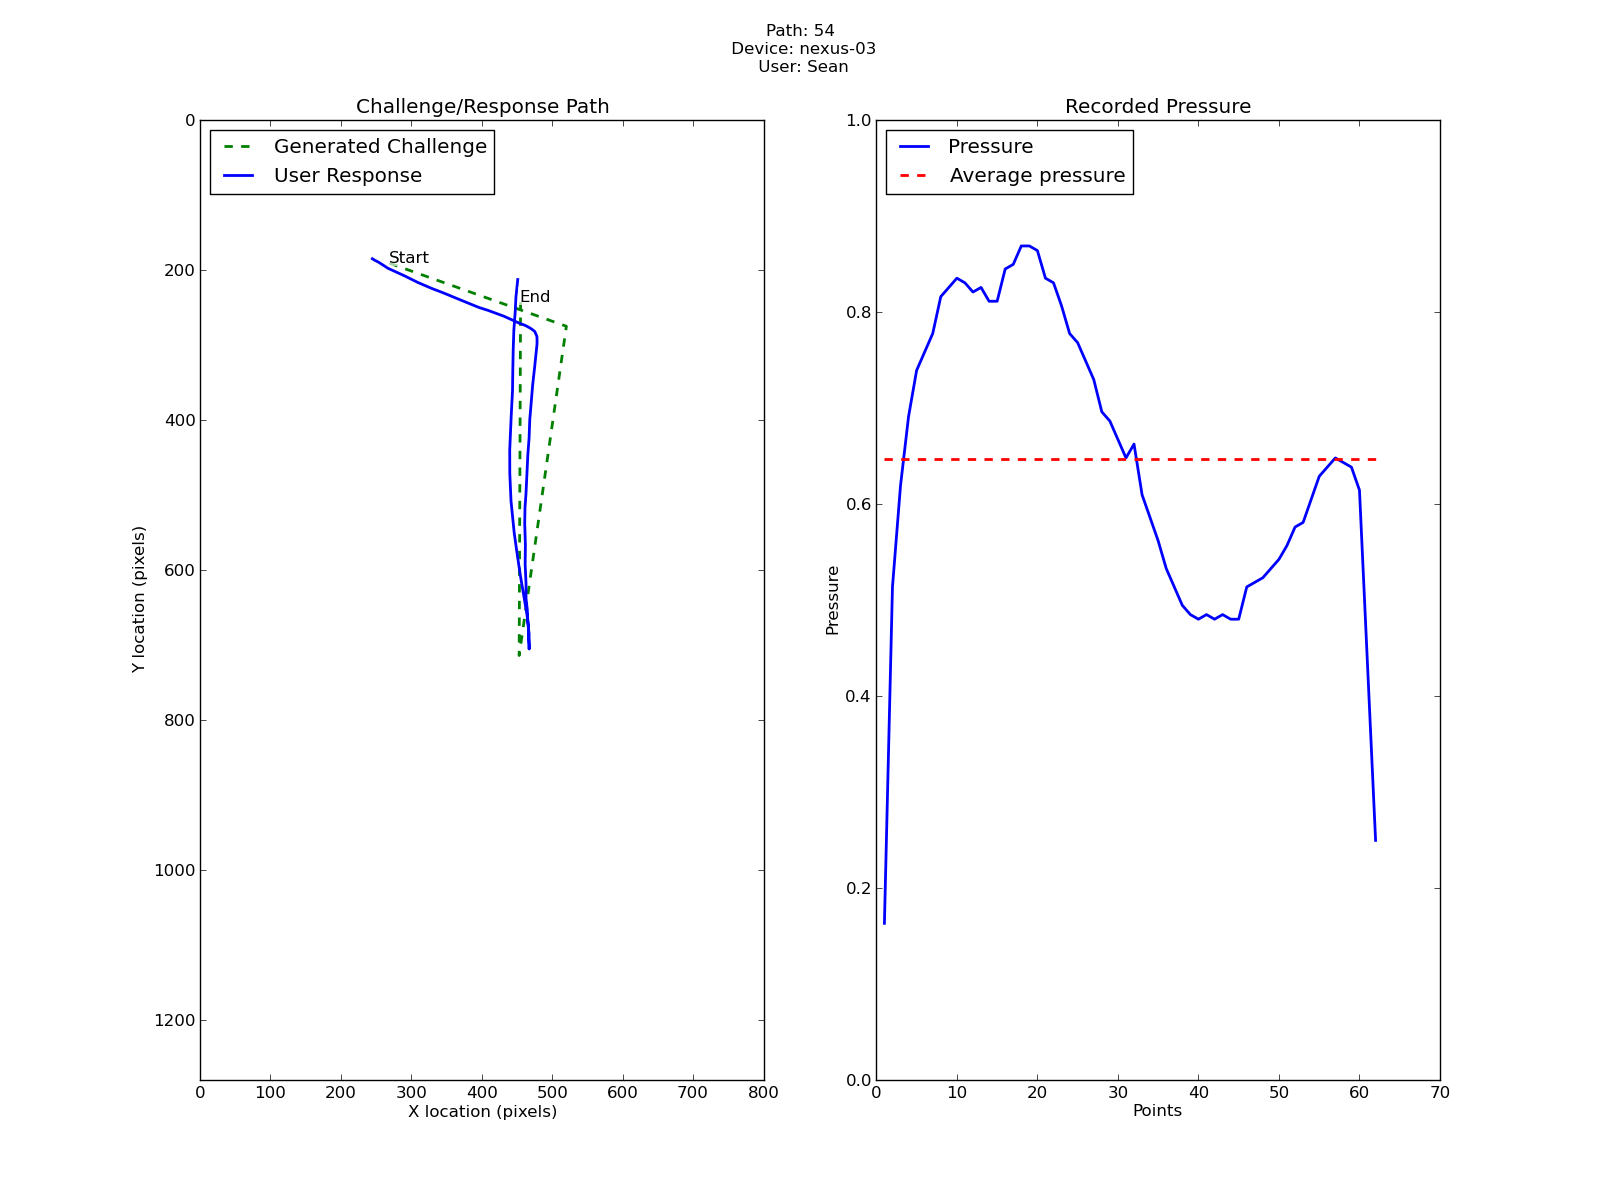 Path: 54
Device: nexus-03
User: Sean
Challenge/Response Path
Generated Challenge
User Response
Start
End
0
200
400
600
800
1000
1200
Y location (pixels)
0 100 200 300 400 500 600 700 800
X location (pixels)
Recorded Pressure
Pressure
Average pressure
1.0
0.8
0.6
0.4
0.2
0.0
Pressure
0 10 20 30 40 50 60 70
Points